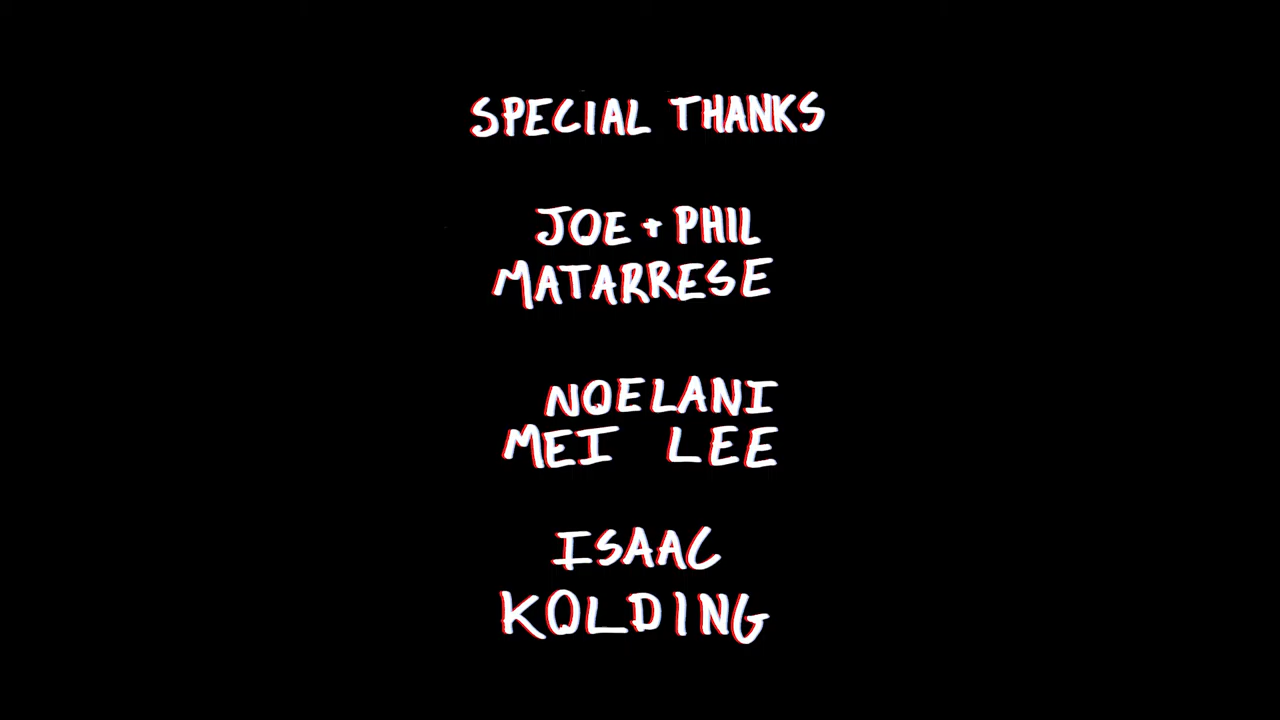 SPECIAL THANKS
JOE + PHIL
MATARRESE
NOELANI
MEI LEE
ISAAC
KOLDING